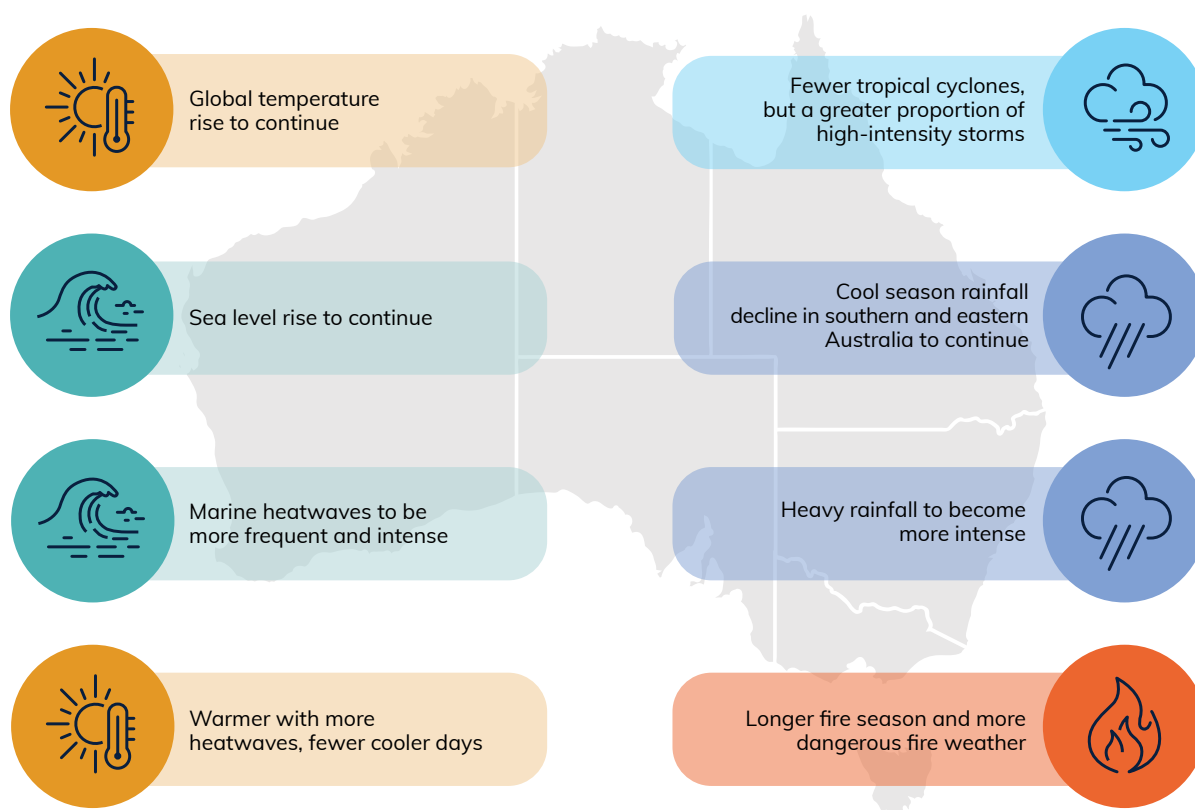 Global temperature
rise to continue
Sea level rise to continue
Marine heatwaves to be
more frequent and intense
Warmer with more
heatwaves, fewer cooler days
Fewer tropical cyclones,
but a greater proportion of
high-intensity storms
Cool season rainfall
decline in southern and eastern
Australia to continue
Heavy rainfall to become
more intense
Longer fire season and more
dangerous fire weather